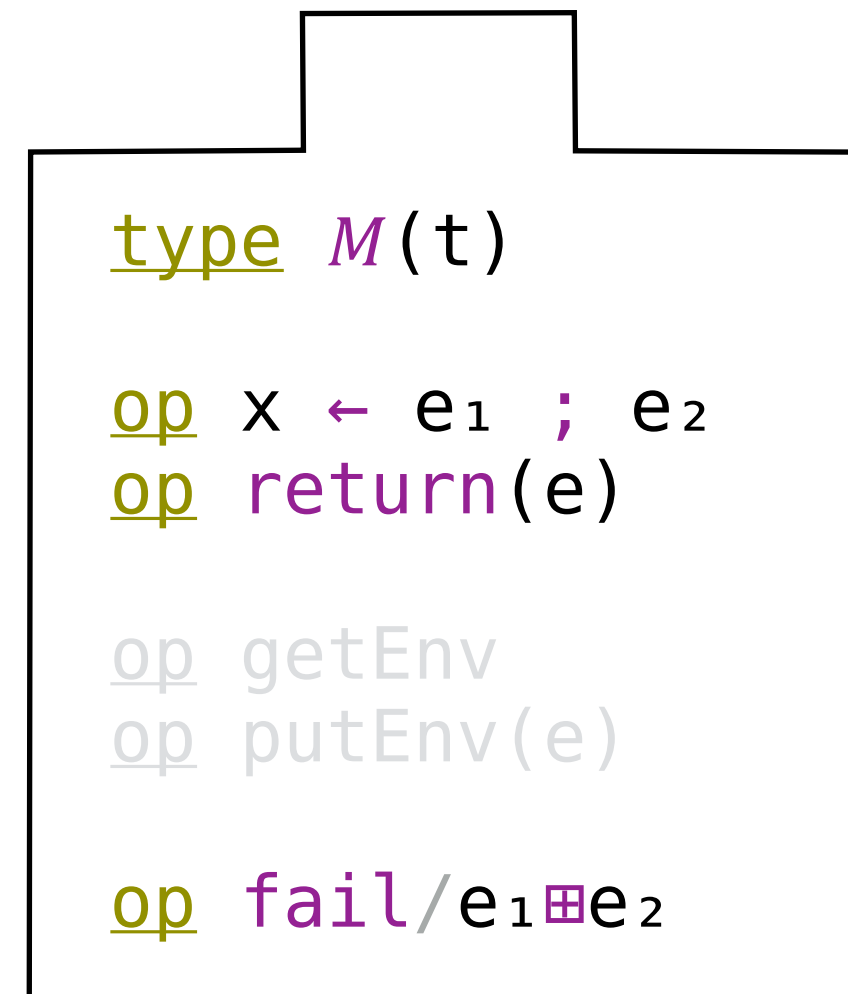 type M(t)
op x ← e₁ ; e₂
op return(e)
op getEnv
op putEnv(e)
op fail/e₁⊞e₂